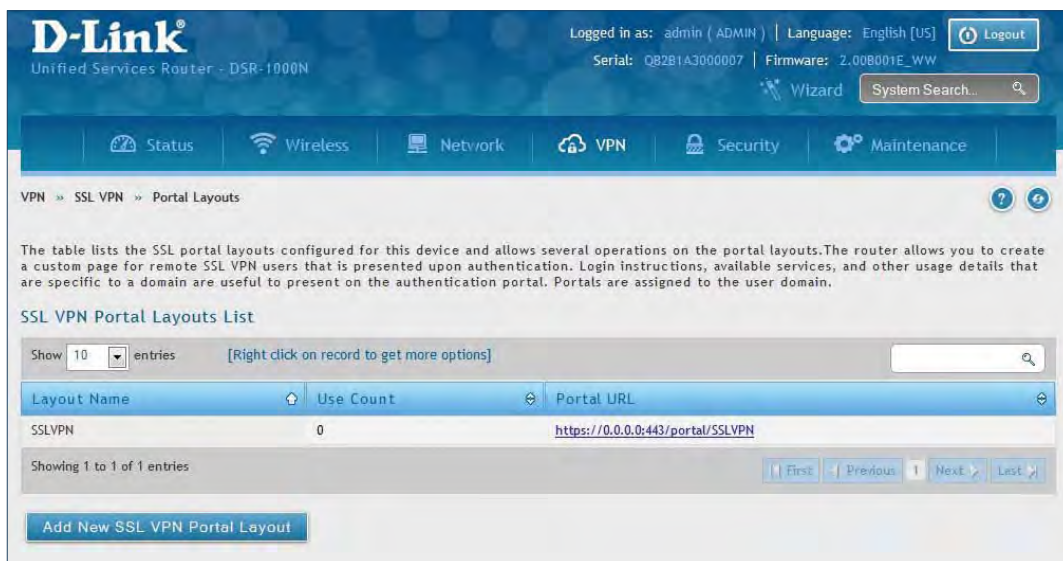 D-Link®
Unified Services Router - DSR-1000N
Logged in as: admin ( ADMIN ) | Language: English [US]
Logout
Serial: QB2B1A3000007 | Firmware: 2.00B001E_WW
Wizard
System Search...
Status
Wireless
Network
VPN
Security
Maintenance
VPN » SSL VPN » Portal Layouts
The table lists the SSL portal layouts configured for this device and allows several operations on the portal layouts.The router allows you to create
a custom page for remote SSL VPN users that is presented upon authentication. Login instructions, available services, and other usage details that
are specific to a domain are useful to present on the authentication portal. Portals are assigned to the user domain.
SSL VPN Portal Layouts List
Show 10 entries
[Right click on record to get more options]
Layout Name Use Count Portal URL
SSLVPN 0 https://0.0.0.0:443/portal/SSLVPN
Showing 1 to 1 of 1 entries
First Previous 1 Next Last
Add New SSL VPN Portal Layout